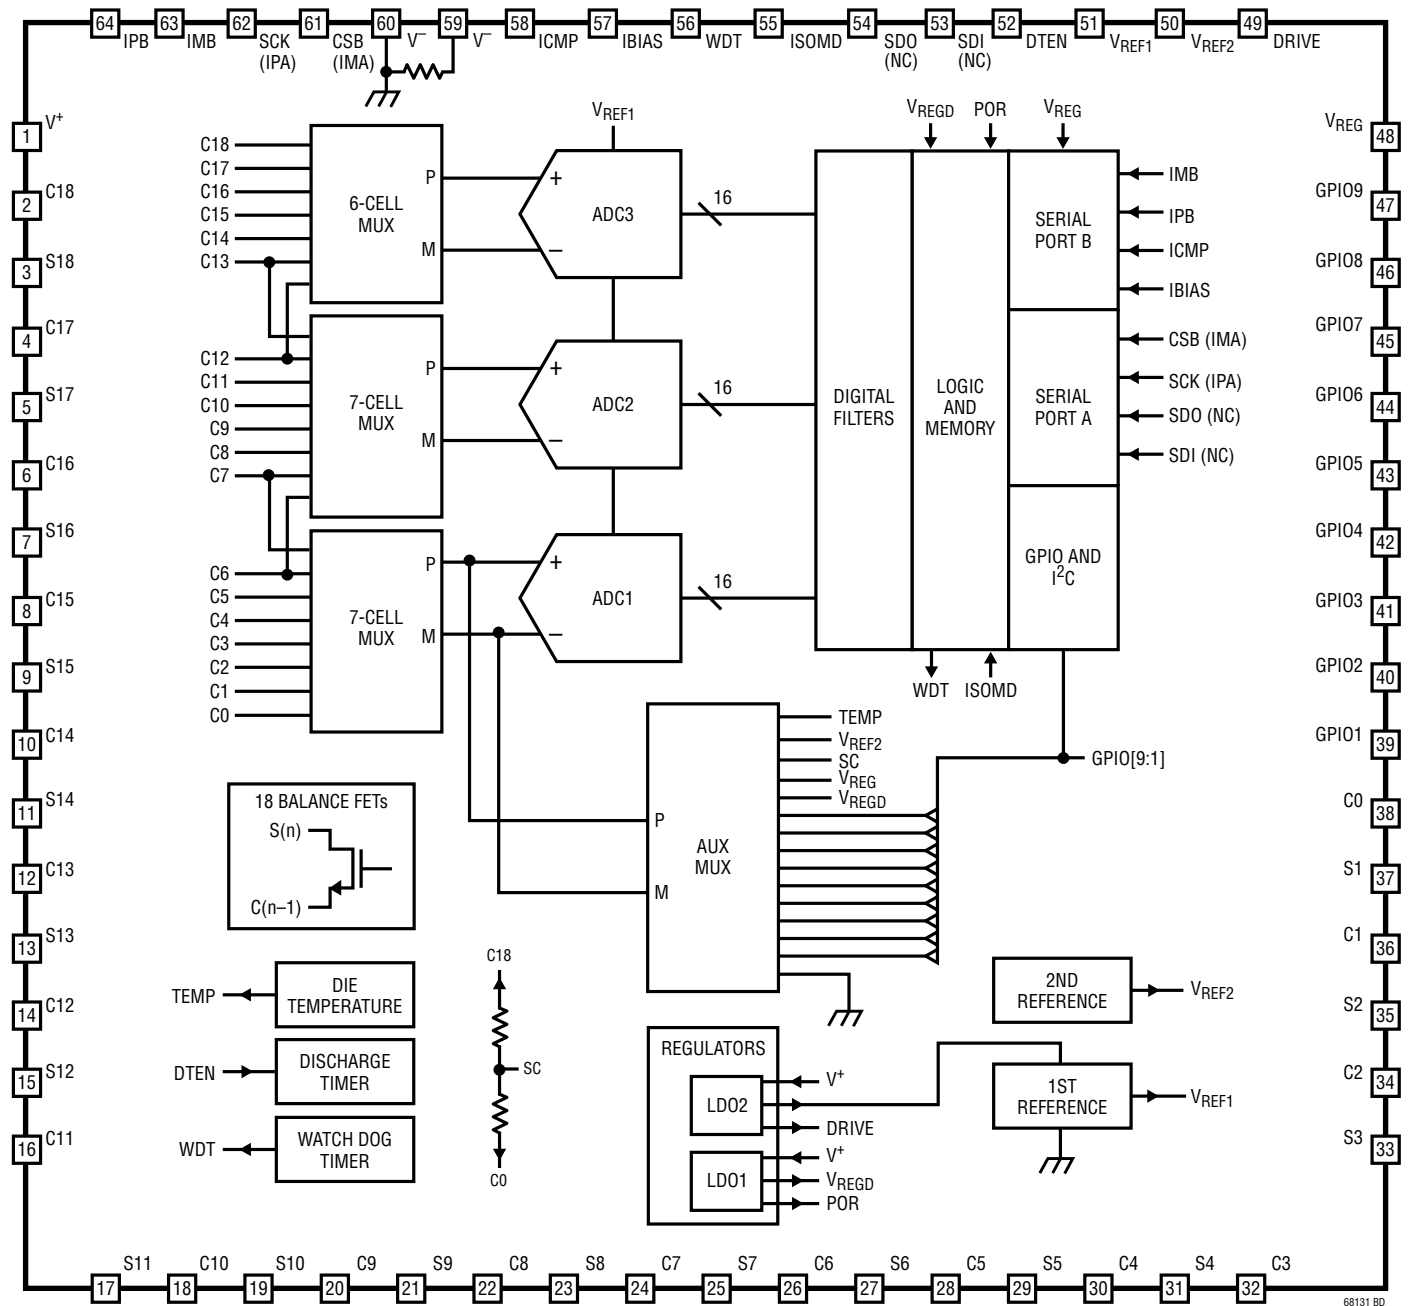 64 63 62 61 60 59 58 57 56 55 54 53 52 51 50 49
IPB IMB SCK (IPA) CSB (IMA) V– V– ICMP IBIAS WDT ISOMD SDO (NC) SDI (NC) DTEN VREF1 VREF2 DRIVE
1 V+
2 C18
3 S18
4 C17
5 S17
6 C16
7 S16
8 C15
9 S15
10 C14
11 S14
12 C13
13 S13
14 C12
15 S12
16 C11
C18
C17
C16
C15
C14
C13
6-CELL
MUX
P
M
C12
C11
C10
C9
C8
C7
7-CELL
MUX
P
M
C6
C5
C4
C3
C2
C1
C0
7-CELL
MUX
P
M
VREF1
+
–
ADC3
16
+
–
ADC2
16
+
–
ADC1
16
VREGD
POR
VREG
DIGITAL
FILTERS
LOGIC
AND
MEMORY
SERIAL
PORT B
SERIAL
PORT A
GPIO AND
I2C
IMB
IPB
ICMP
IBIAS
CSB (IMA)
SCK (IPA)
SDO (NC)
SDI (NC)
WDT
ISOMD
GPIO[9:1]
TEMP
VREF2
SC
VREG
VREGD
P
M
AUX
MUX
18 BALANCE FETs
S(n)
C(n–1)
TEMP
DIE
TEMPERATURE
DTEN
DISCHARGE
TIMER
WDT
WATCH DOG
TIMER
C18
SC
C0
REGULATORS
LDO2
V+
DRIVE
LDO1
V+
VREGD
POR
2ND
REFERENCE
VREF2
1ST
REFERENCE
VREF1
VREG 48
GPIO9 47
GPIO8 46
GPIO7 45
GPIO6 44
GPIO5 43
GPIO4 42
GPIO3 41
GPIO2 40
GPIO1 39
C0 38
S1 37
C1 36
S2 35
C2 34
S3 33
S11 C10 S10 C9 S9 C8 S8 C7 S7 C6 S6 C5 S5 C4 S4 C3
17 18 19 20 21 22 23 24 25 26 27 28 29 30 31 32
68131 BD